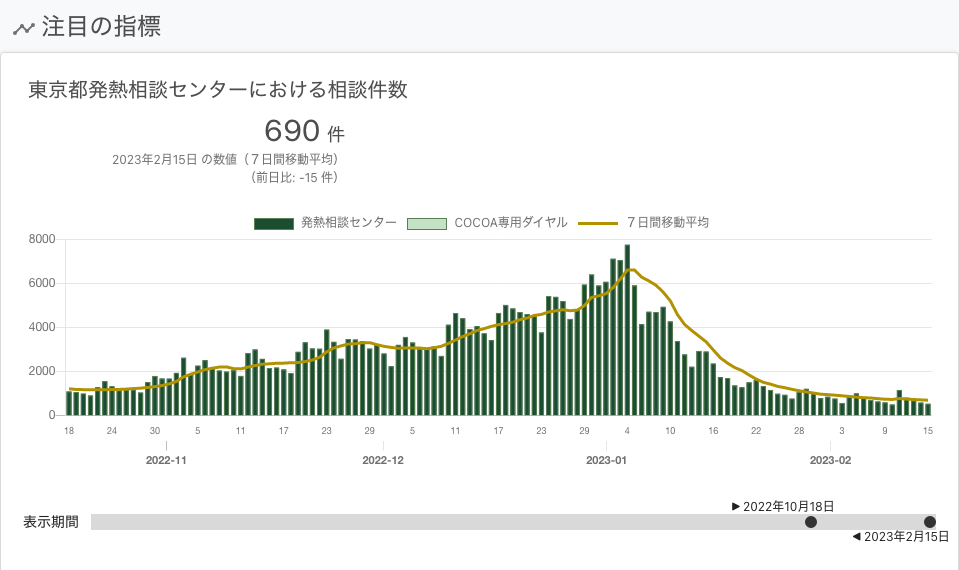 注目の指標
東京都発熱相談センターにおける相談件数
690 件
2023年2月15日 の数値（７日間移動平均）
（前日比: -15 件）
発熱相談センター COCOA専用ダイヤル ７日間移動平均
8000
6000
4000
2000
0
18 24 30 5 11 17 23 29 5 11 17 23 29 4 10 16 22 28 3 9 15
2022-11 2022-12 2023-01 2023-02
▶ 2022年10月18日
表示期間
◀ 2023年2月15日